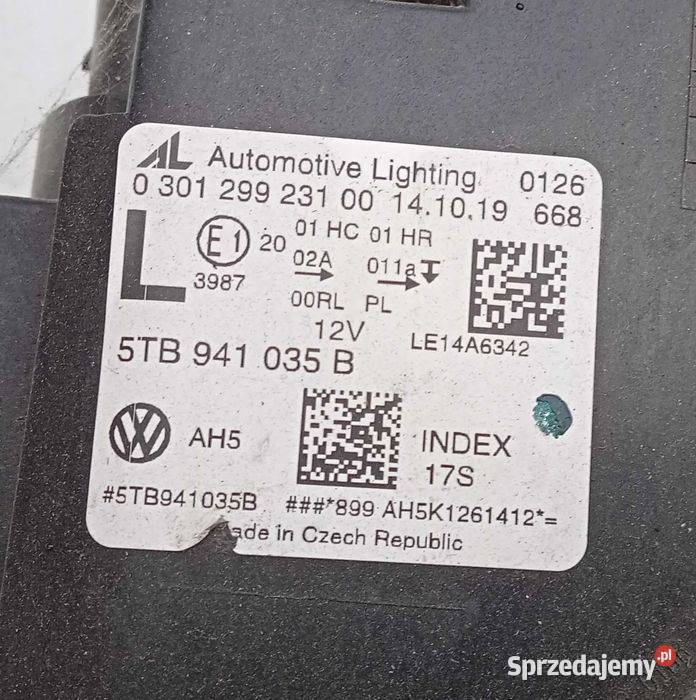 AL Automotive Lighting 0126
0 301 299 231 00 14.10.19 668
L E1 20 01 HC 01 HR
3987 02A 011a
00RL PL
12V LE14A6342
5TB 941 035 B
VW AH5 INDEX
17S
#5TB941035B ###*899 AH5K1261412*=
ade in Czech Republic
Sprzedajemy.pl